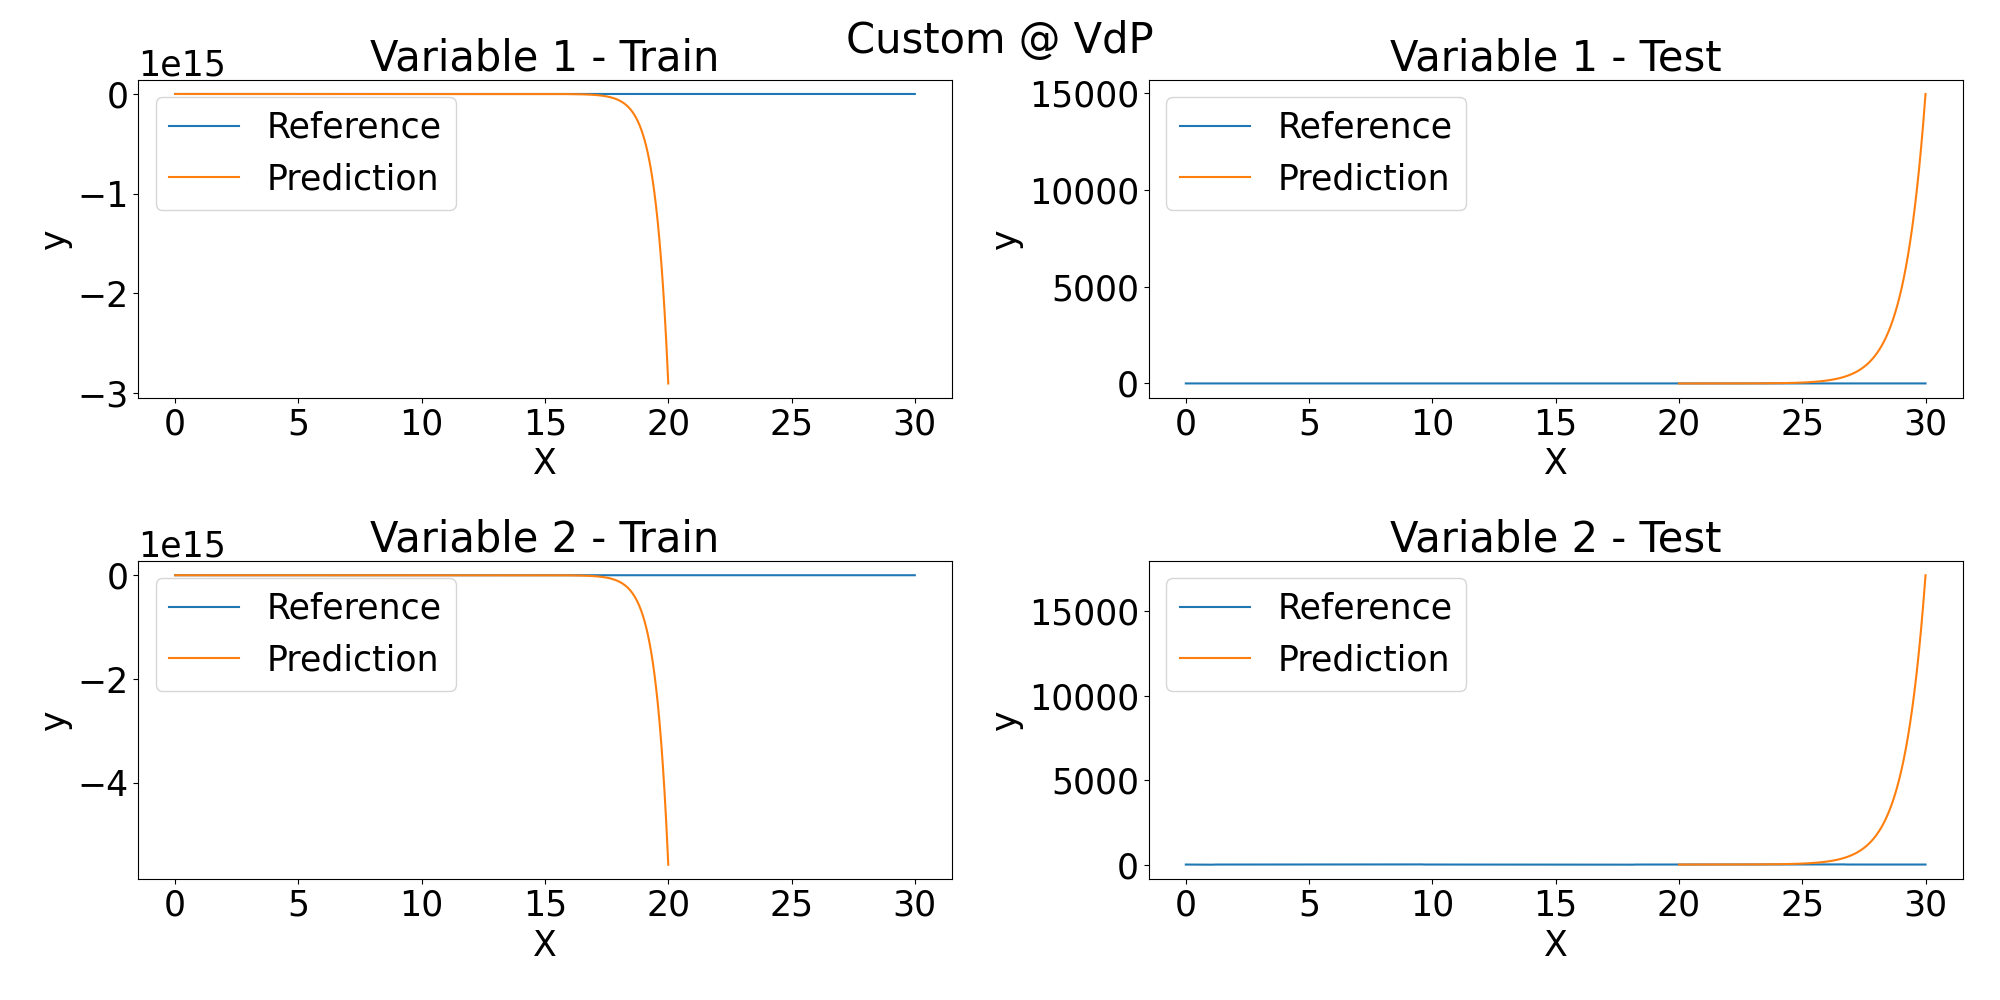 Custom @ VdP
Variable 1 - Train
1e15
0
−1
−2
−3
y
Reference
Prediction
0 5 10 15 20 25 30
X
Variable 1 - Test
15000
10000
5000
0
y
Reference
Prediction
0 5 10 15 20 25 30
X
Variable 2 - Train
1e15
0
−2
−4
y
Reference
Prediction
0 5 10 15 20 25 30
X
Variable 2 - Test
15000
10000
5000
0
y
Reference
Prediction
0 5 10 15 20 25 30
X